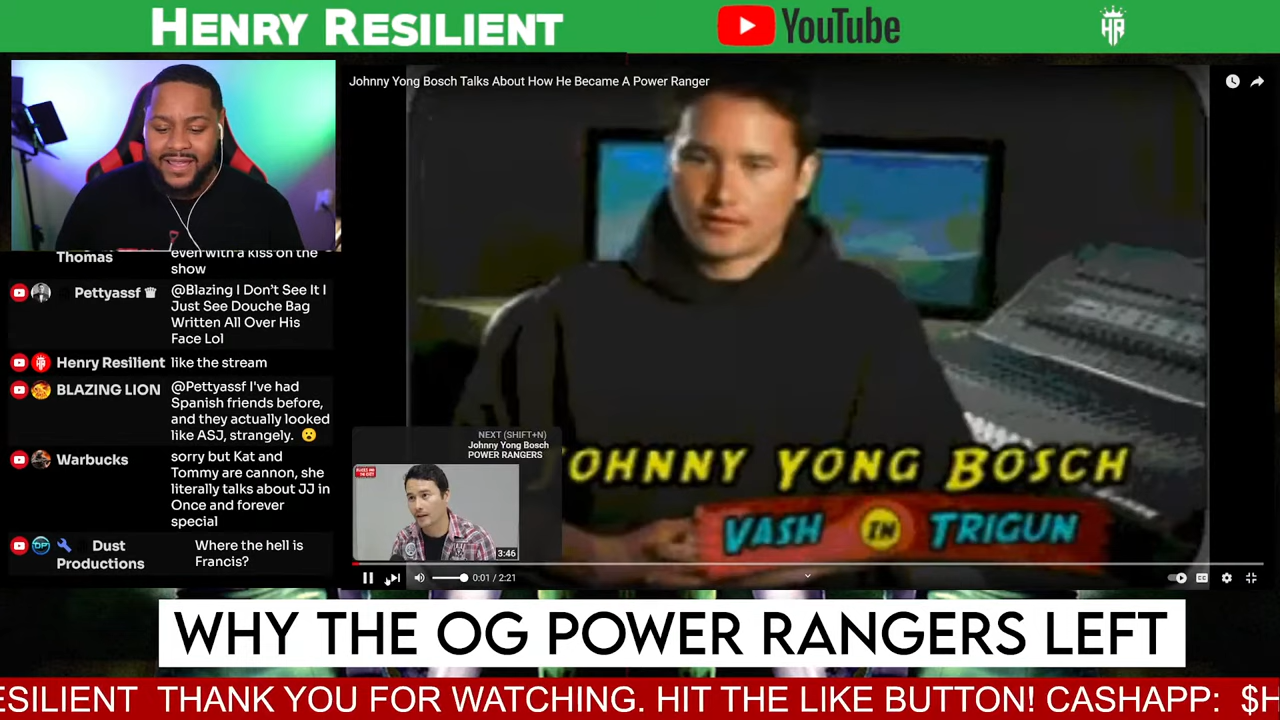 HENRY RESILIENT
YouTube
HR
Johnny Yong Bosch Talks About How He Became A Power Ranger
Thomas
even with a kiss on the
show
Pettyassf
@Blazing I Don't See It I
Just See Douche Bag
Written All Over His
Face Lol
Henry Resilient
like the stream
BLAZING LION
@Pettyassf I've had
Spanish friends before,
and they actually looked
like ASJ, strangely. 😮
Warbucks
sorry but Kat and
Tommy are cannon, she
literally talks about JJ in
Once and forever
special
Dust
Productions
Where the hell is
Francis?
NEXT (SHIFT+N)
Johnny Yong Bosch
POWER RANGERS
3:46
OHNNY YONG BOSCH
VASH IN TRIGUN
0:01 / 2:21
WHY THE OG POWER RANGERS LEFT
ESILIENT THANK YOU FOR WATCHING. HIT THE LIKE BUTTON! CASHAPP: $H